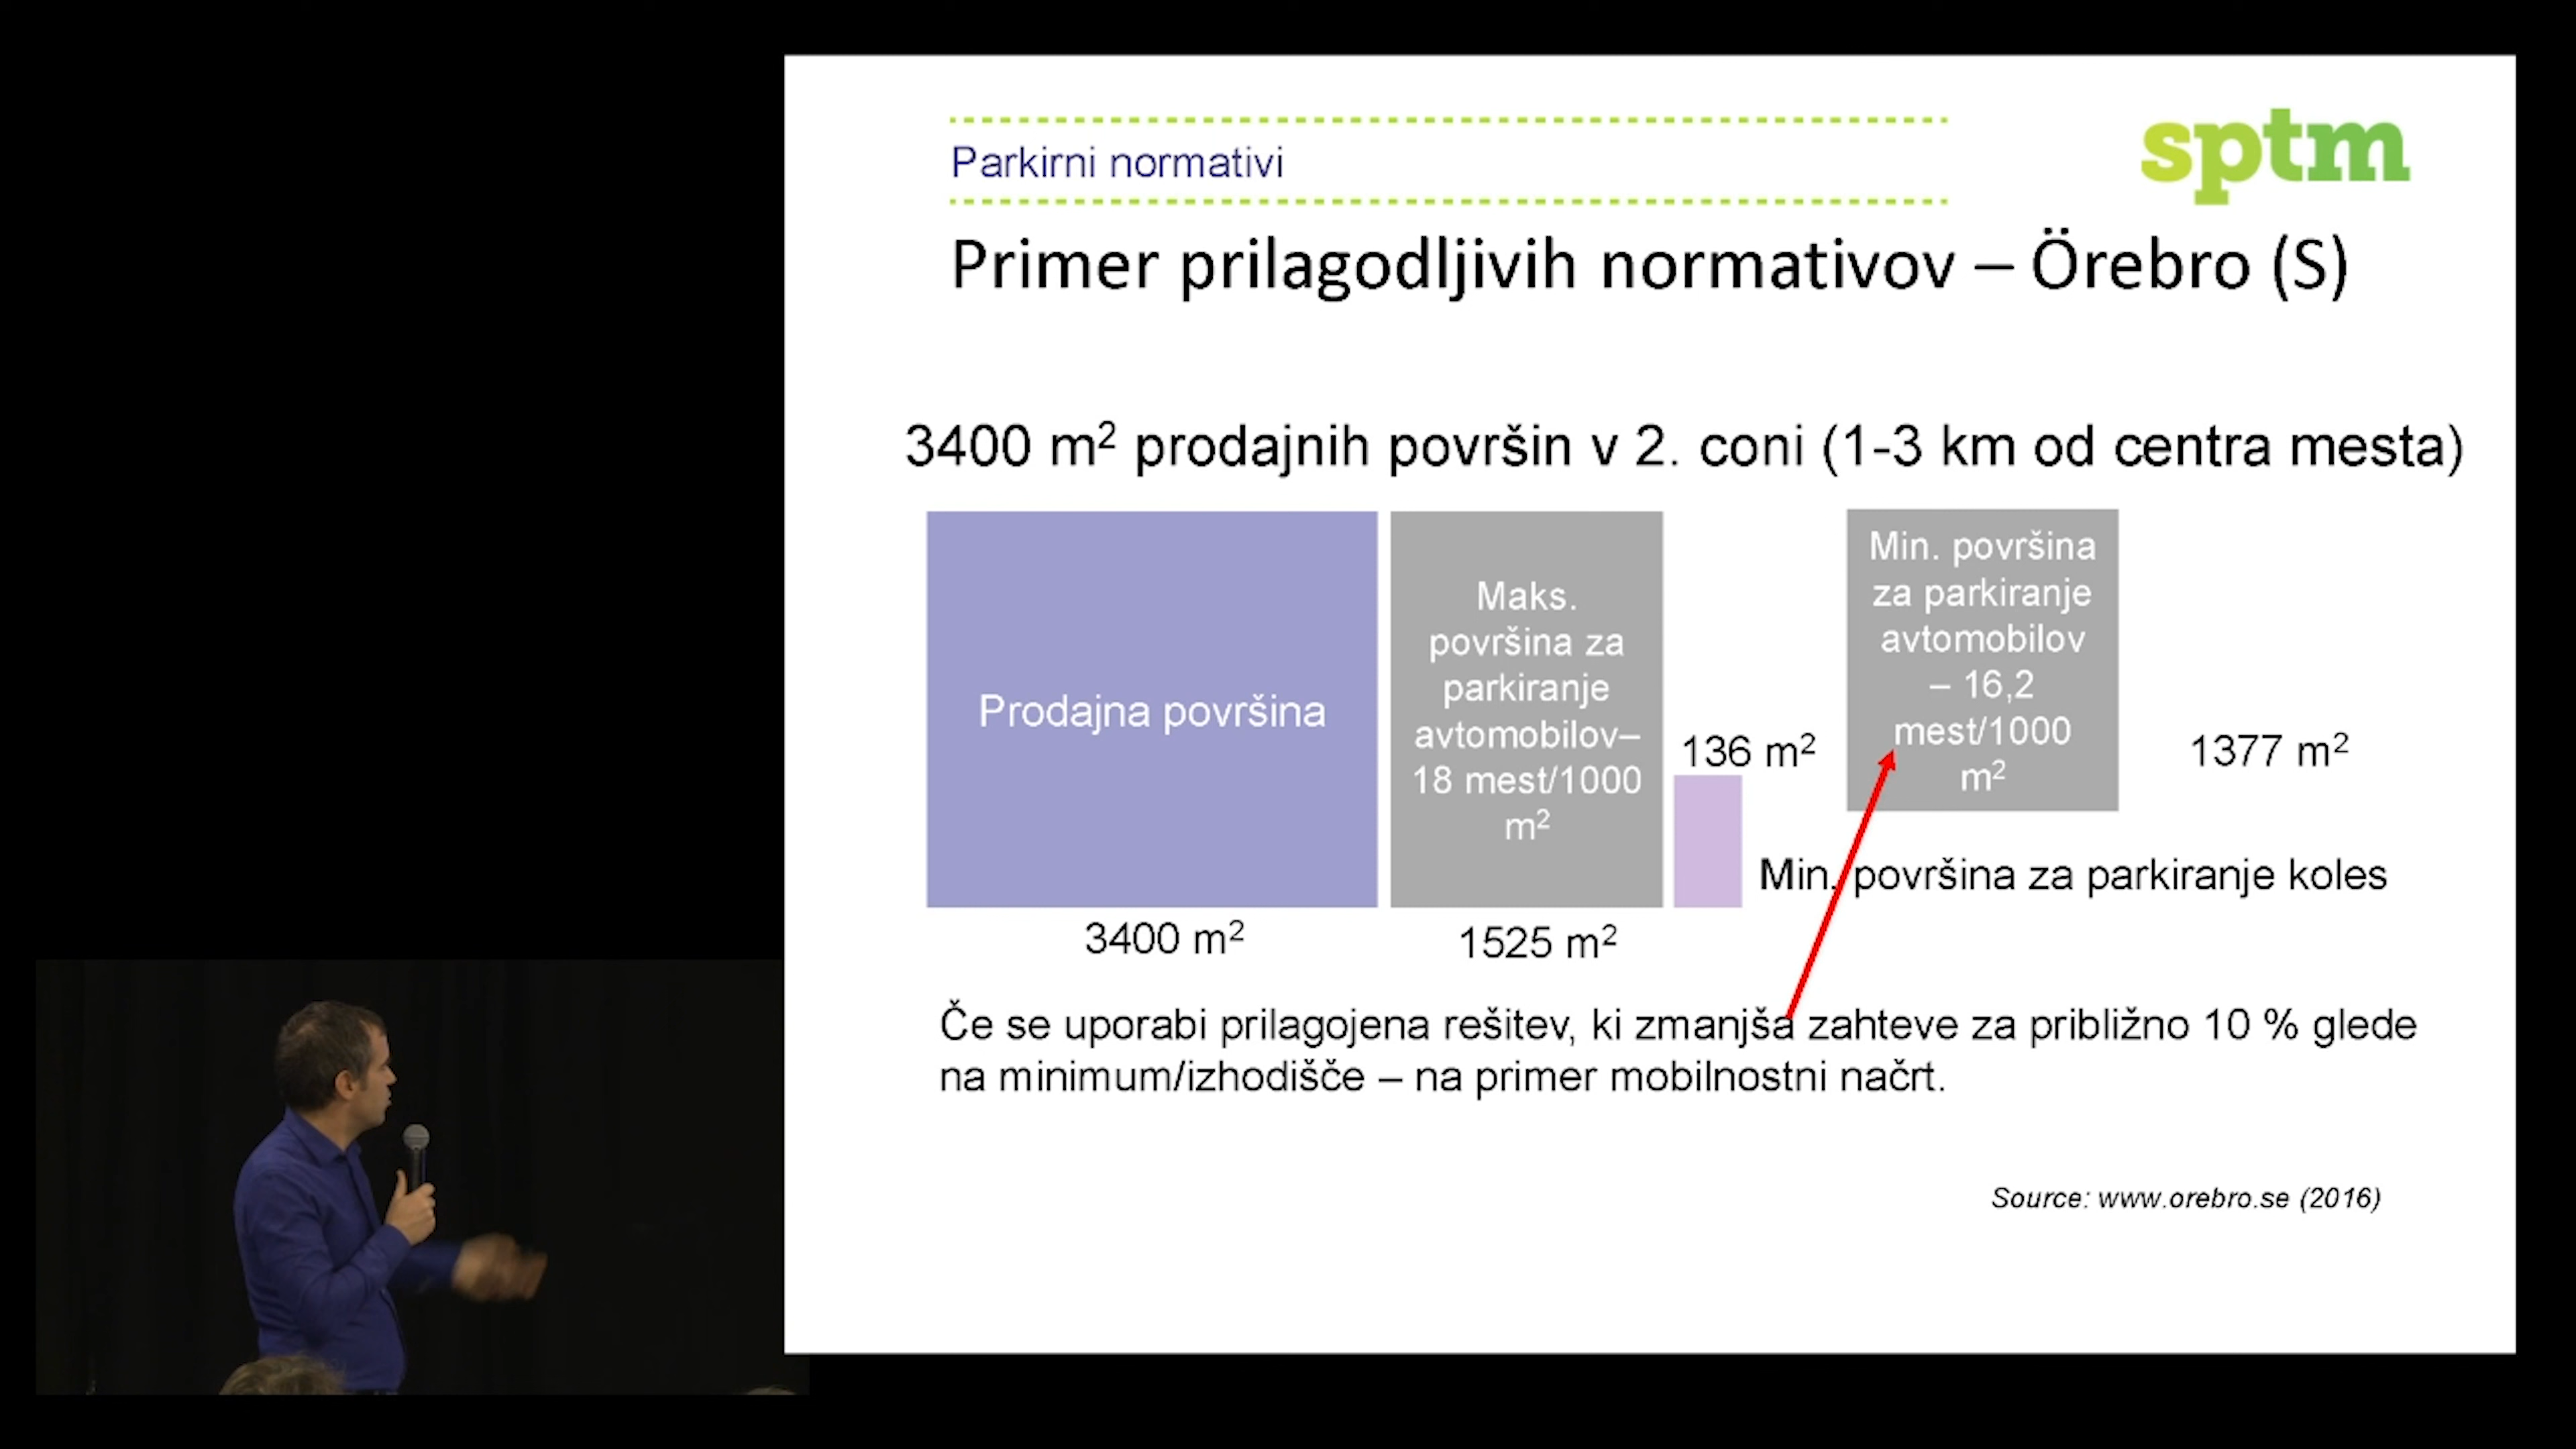 Parkirni normativi
sptm
Primer prilagodljivih normativov – Örebro (S)
3400 m² prodajnih površin v 2. coni (1-3 km od centra mesta)
Prodajna površina
3400 m²
Maks.
površina za
parkiranje
avtomobilov–
18 mest/1000
m²
1525 m²
136 m²
Min. površina za parkiranje koles
Min. površina
za parkiranje
avtomobilov
– 16,2
mest/1000
m²
1377 m²
Če se uporabi prilagojena rešitev, ki zmanjša zahteve za približno 10 % glede
na minimum/izhodišče – na primer mobilnostni načrt.
Source: www.orebro.se (2016)